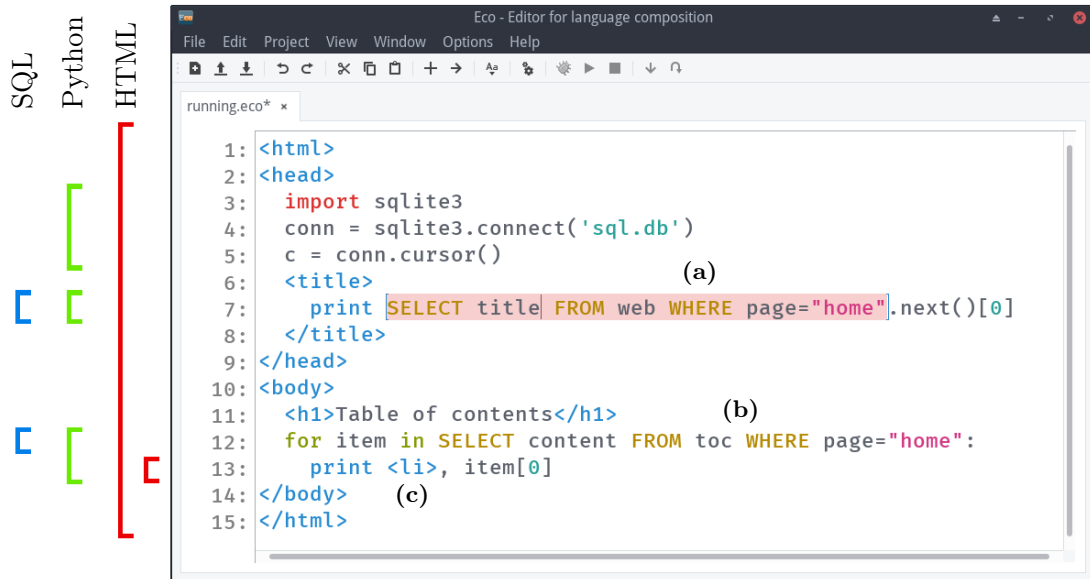 SQL
Python
HTML
Eco
Eco - Editor for language composition
File Edit Project View Window Options Help
running.eco* ×
1: <html>
2: <head>
3:   import sqlite3
4:   conn = sqlite3.connect('sql.db')
5:   c = conn.cursor()
6:   <title>
(a)
7:     print SELECT title FROM web WHERE page="home".next()[0]
8:   </title>
9: </head>
10: <body>
11:   <h1>Table of contents</h1>
(b)
12:   for item in SELECT content FROM toc WHERE page="home":
13:     print <li>, item[0]
14: </body>
(c)
15: </html>